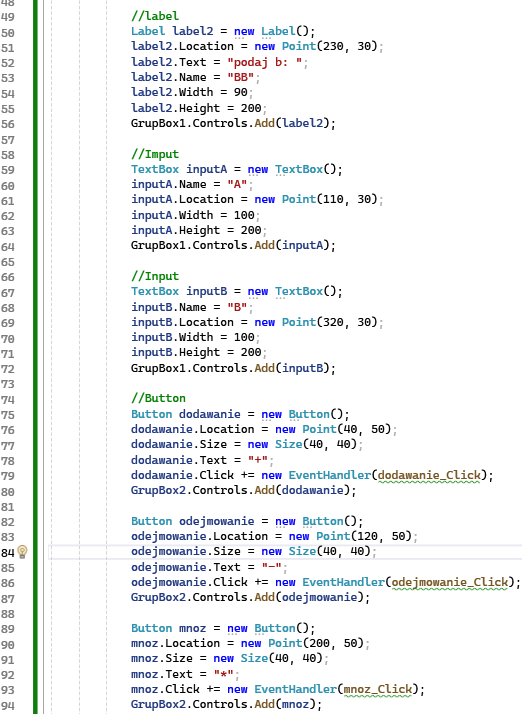 48
49 //label
50 Label label2 = new Label();
51 label2.Location = new Point(230, 30);
52 label2.Text = "podaj b: ";
53 label2.Name = "BB";
54 label2.Width = 90;
55 label2.Height = 200;
56 GrupBox1.Controls.Add(label2);
57
58 //Imput
59 TextBox inputA = new TextBox();
60 inputA.Name = "A";
61 inputA.Location = new Point(110, 30);
62 inputA.Width = 100;
63 inputA.Height = 200;
64 GrupBox1.Controls.Add(inputA);
65
66 //Input
67 TextBox inputB = new TextBox();
68 inputB.Name = "B";
69 inputB.Location = new Point(320, 30);
70 inputB.Width = 100;
71 inputB.Height = 200;
72 GrupBox1.Controls.Add(inputB);
73
74 //Button
75 Button dodawanie = new Button();
76 dodawanie.Location = new Point(40, 50);
77 dodawanie.Size = new Size(40, 40);
78 dodawanie.Text = "+";
79 dodawanie.Click += new EventHandler(dodawanie_Click);
80 GrupBox2.Controls.Add(dodawanie);
81
82 Button odejmowanie = new Button();
83 odejmowanie.Location = new Point(120, 50);
84 odejmowanie.Size = new Size(40, 40);
85 odejmowanie.Text = "-";
86 odejmowanie.Click += new EventHandler(odejmowanie_Click);
87 GrupBox2.Controls.Add(odejmowanie);
88
89 Button mnoz = new Button();
90 mnoz.Location = new Point(200, 50);
91 mnoz.Size = new Size(40, 40);
92 mnoz.Text = "*";
93 mnoz.Click += new EventHandler(mnoz_Click);
94 GrupBox2.Controls.Add(mnoz);